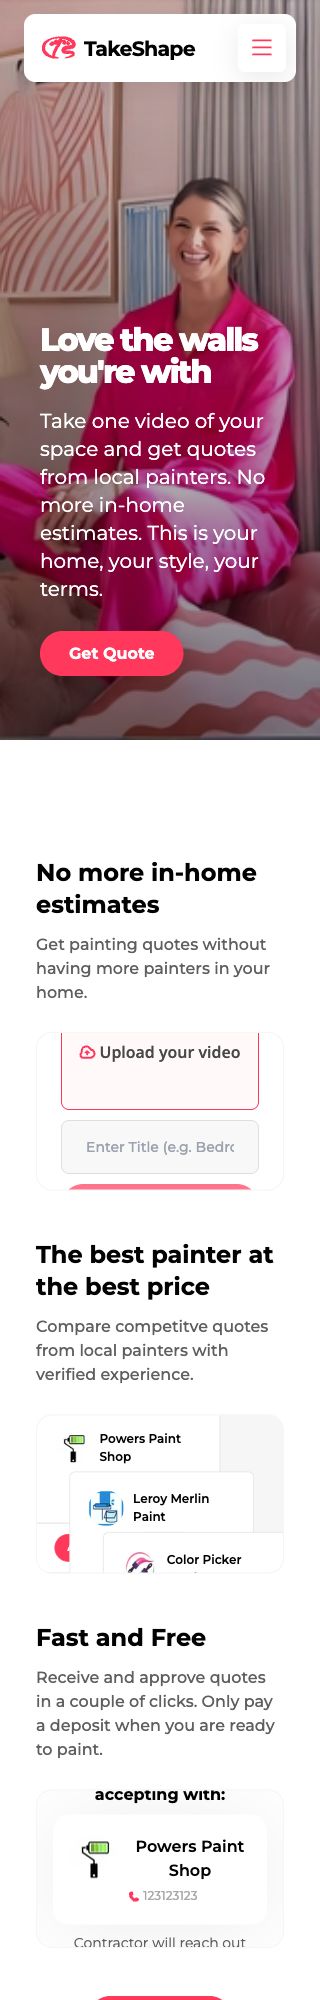 TakeShape
Love the walls
you're with
Take one video of your
space and get quotes
from local painters. No
more in-home
estimates. This is your
home, your style, your
terms.
Get Quote
No more in-home
estimates
Get painting quotes without
having more painters in your
home.
Upload your video
Enter Title (e.g. Bedro
The best painter at
the best price
Compare competitve quotes
from local painters with
verified experience.
Powers Paint
Shop
Leroy Merlin
Paint
Color Picker
Fast and Free
Receive and approve quotes
in a couple of clicks. Only pay
a deposit when you are ready
to paint.
accepting with:
Powers Paint
Shop
123123123
Contractor will reach out